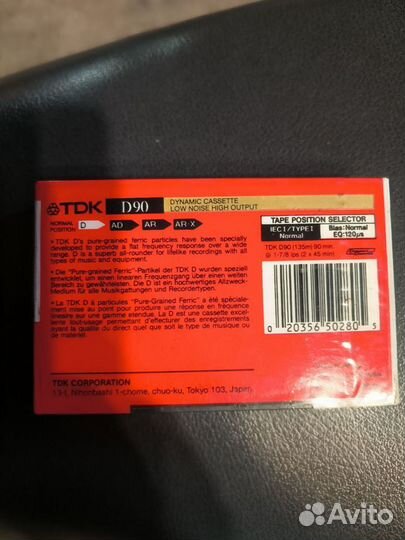 TDK D90 DYNAMIC CASSETTE
LOW NOISE HIGH OUTPUT
NORMAL POSITION D AD AR AR-X
TAPE POSITION SELECTOR
IEC I/TYPE I Normal
Bias: Normal
EQ: 120μs
TDK D90 (135m) 90 min.
@ 1-7/8 ips (2 x 45 min)
• TDK D's pure-grained ferric particles have been specially
developed to provide a flat frequency response over a wide
range. D is a superb all-rounder for lifelike recordings with all
types of music and equipment.
• Die "Pure-grained Ferric"-Partikel der TDK D wurden speziell
entwickelt, um einen linearen Frequenzgang über einen weiten
Bereich zu gewährleisten. Die D ist ein hochwertiges Allzweck-
Medium für alle Musikgattungen und Recordertypen.
• La TDK D à particules "Pure-Grained Ferric" a été spéciale-
ment mise au point pour produire une réponse en fréquence
linéaire sur une gamme étendue. La D est une cassette excel-
lente tout-usage permettant d'effectuer des enregistrements
ayant la qualité du direct quel que soit le type de musique ou
de matériel.
0 20356 50280 5
TDK CORPORATION
13-1, Nihonbashi 1-chome, chuo-ku, Tokyo 103, Japan
Avito